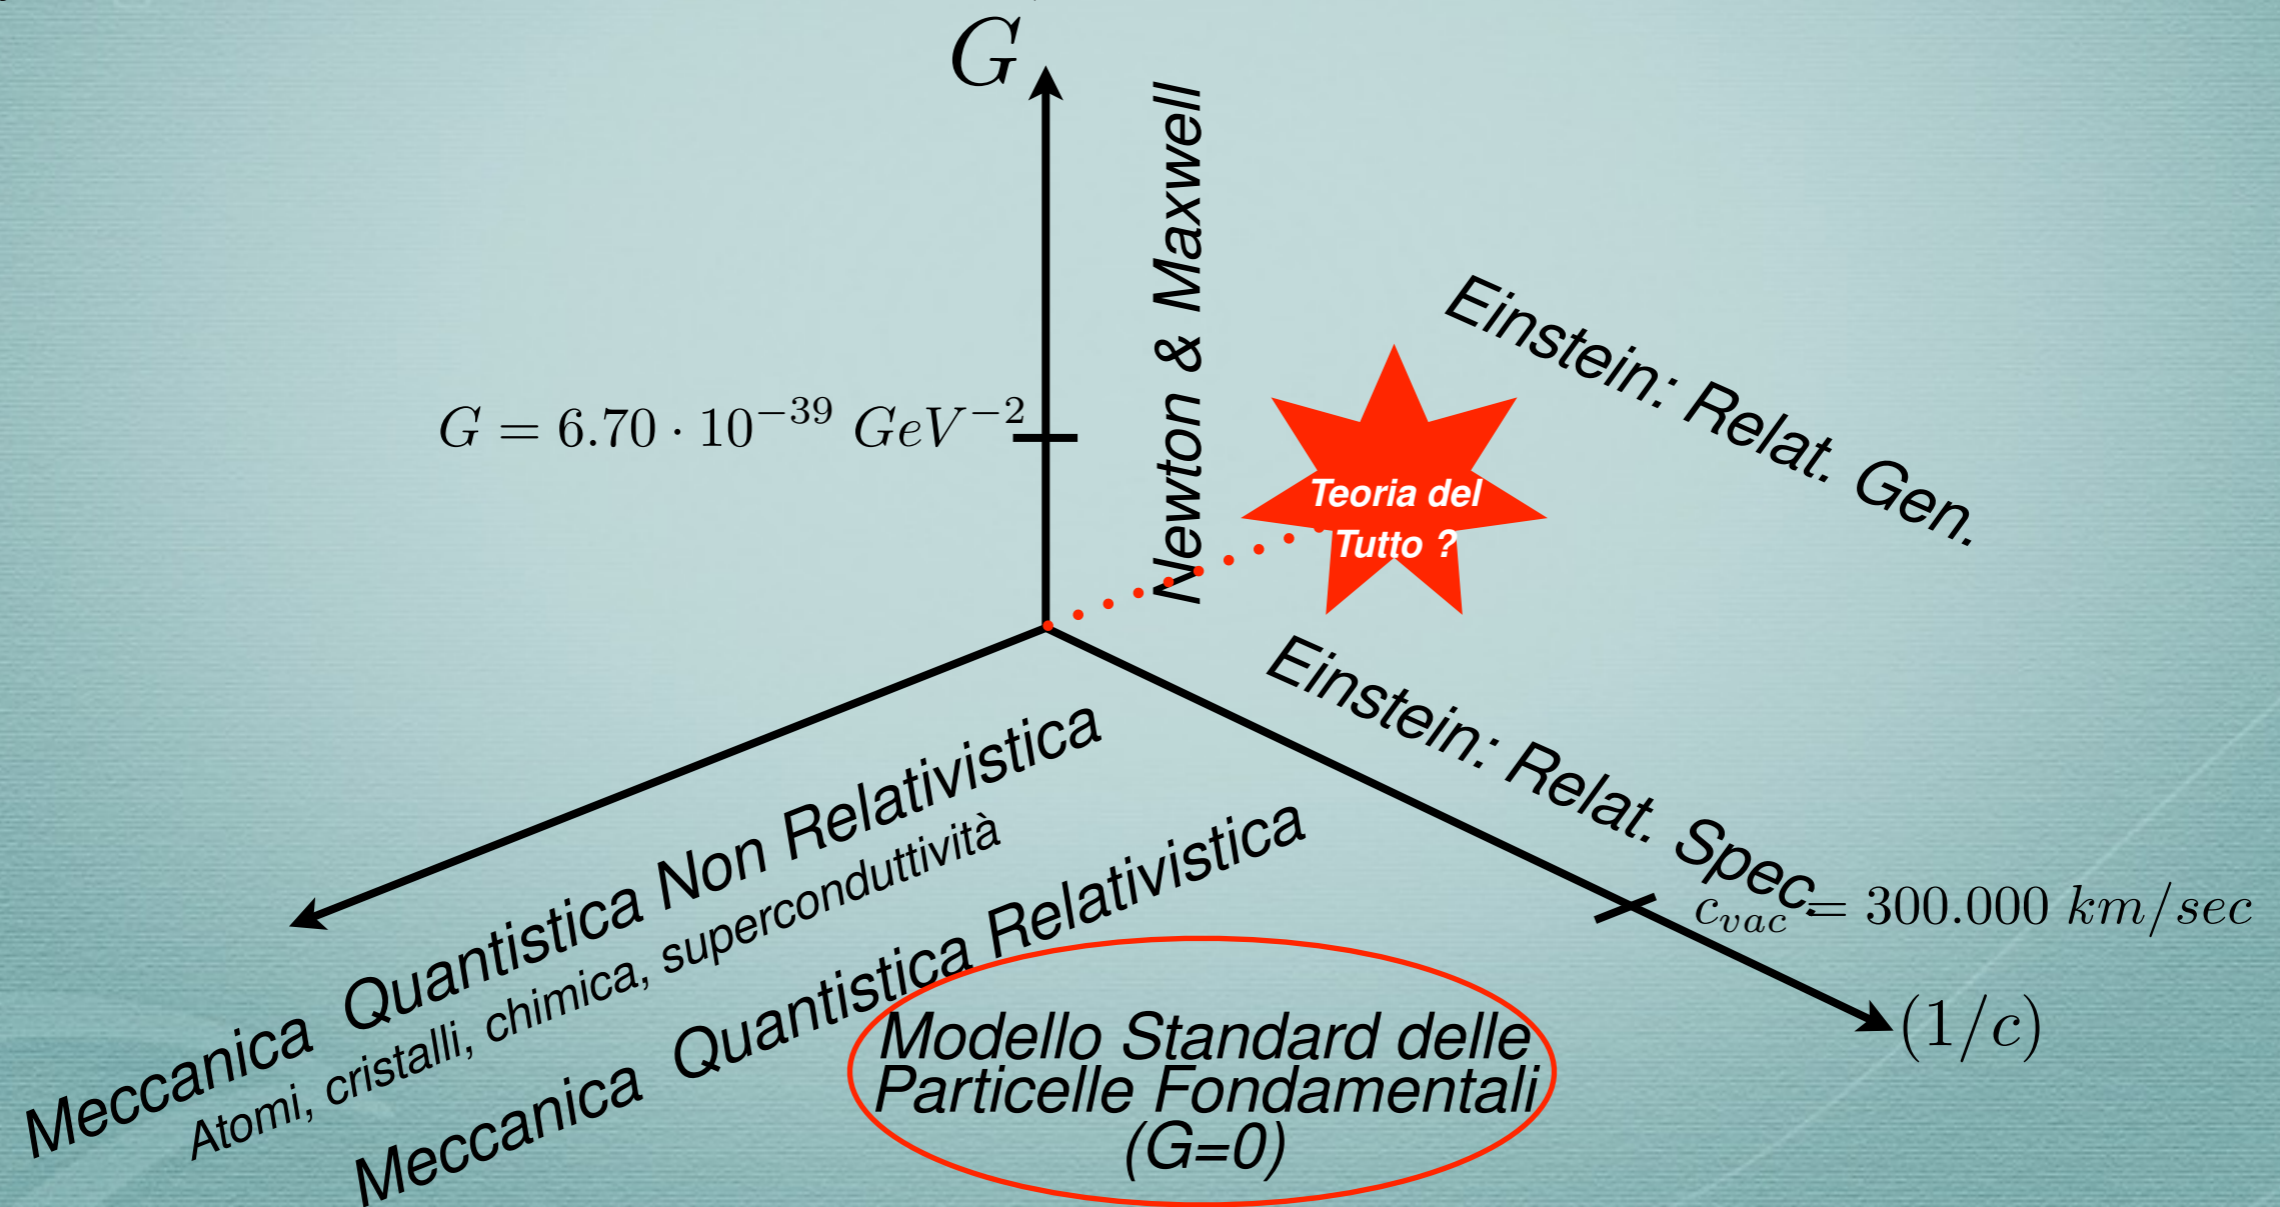 G
Newton & Maxwell
G = 6.70 · 10⁻³⁹ GeV⁻²
Einstein: Relat. Gen.
Teoria del
Tutto ?
Einstein: Relat. Spec.
c_vac = 300.000 km/sec
(1/c)
Meccanica Quantistica Non Relativistica
Atomi, cristalli, chimica, superconduttività
Meccanica Quantistica Relativistica
Modello Standard delle
Particelle Fondamentali
(G=0)